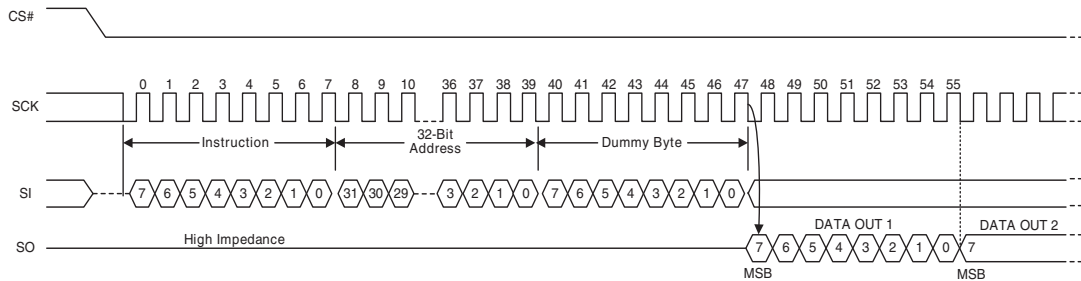 CS#
0 1 2 3 4 5 6 7 8 9 10 36 37 38 39 40 41 42 43 44 45 46 47 48 49 50 51 52 53 54 55
SCK
Instruction
32-Bit
Address
Dummy Byte
SI
7 6 5 4 3 2 1 0 31 30 29 3 2 1 0 7 6 5 4 3 2 1 0
DATA OUT 1
DATA OUT 2
SO
High Impedance
7 6 5 4 3 2 1 0 7
MSB
MSB